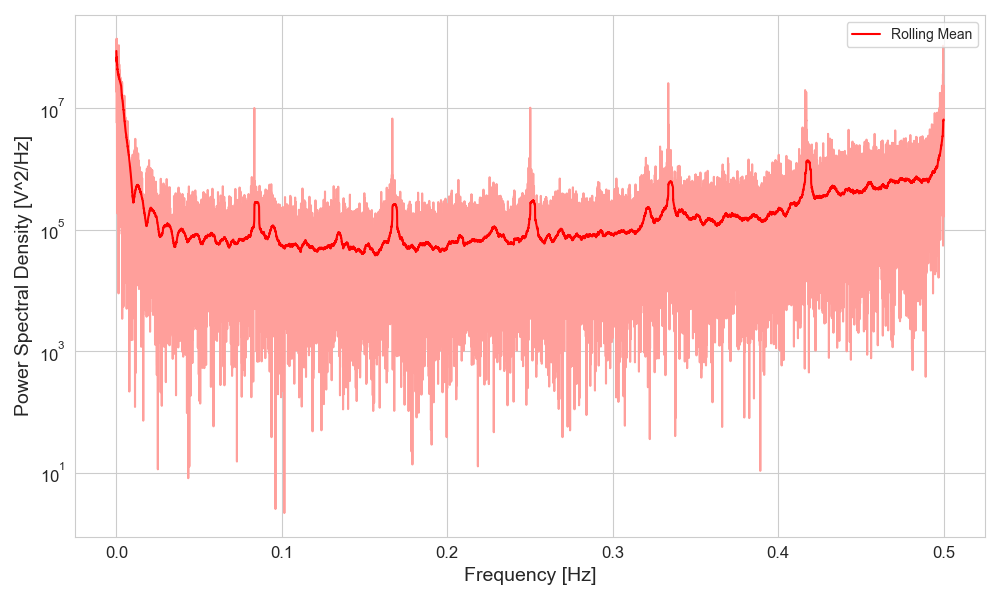 Rolling Mean
Power Spectral Density [V^2/Hz]
10^7
10^5
10^3
10^1
0.0 0.1 0.2 0.3 0.4 0.5
Frequency [Hz]